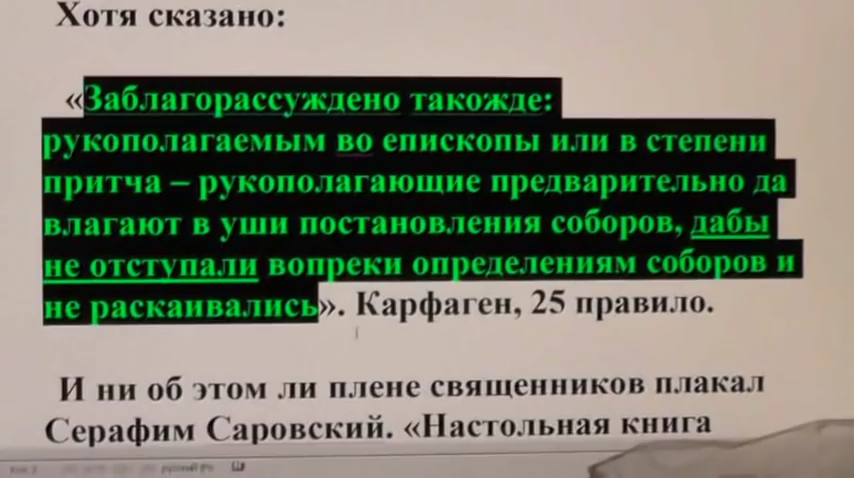 Хотя сказано:
«Заблагорассуждено такожде:
рукополагаемым во епископы или в степени
притча – рукополагающие предварительно да
влагают в уши постановления соборов, дабы
не отступали вопреки определениям соборов и
не раскаивались». Карфаген, 25 правило.
И ни об этом ли плене священников плакал
Серафим Саровский. «Настольная книга